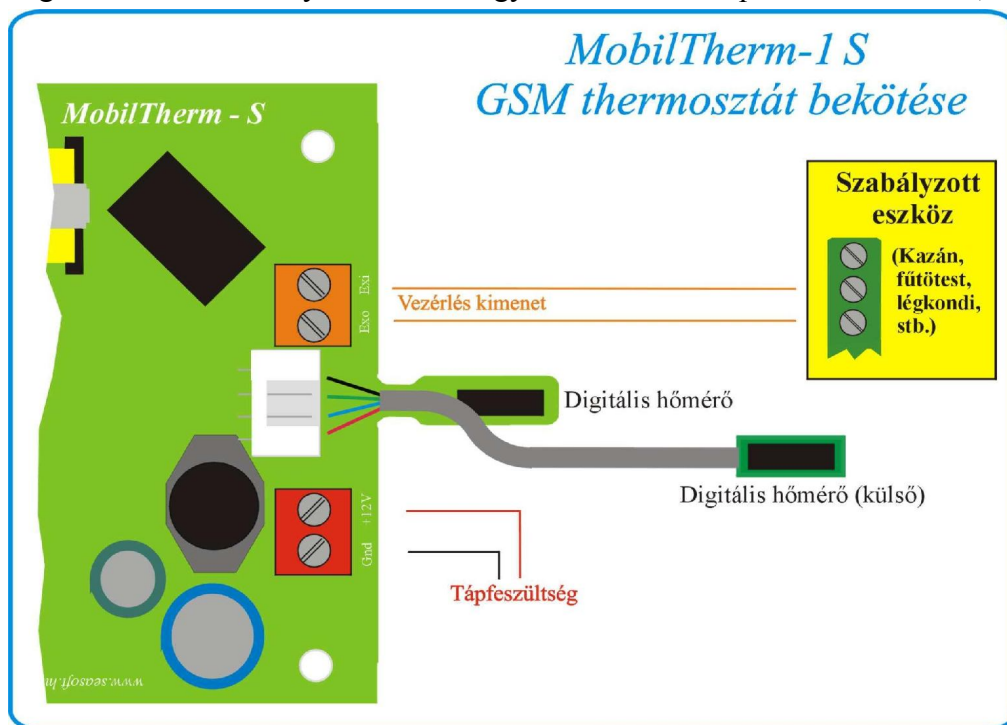 MobilTherm-1 S
GSM thermosztát bekötése
MobilTherm - S
Szabályzott
eszköz
(Kazán,
fűtötest,
légkondi,
stb.)
Exi
Exo
Vezérlés kimenet
Digitális hőmérő
Digitális hőmérő (külső)
+12V
Gnd
Tápfeszültség
www.seasoft.hu